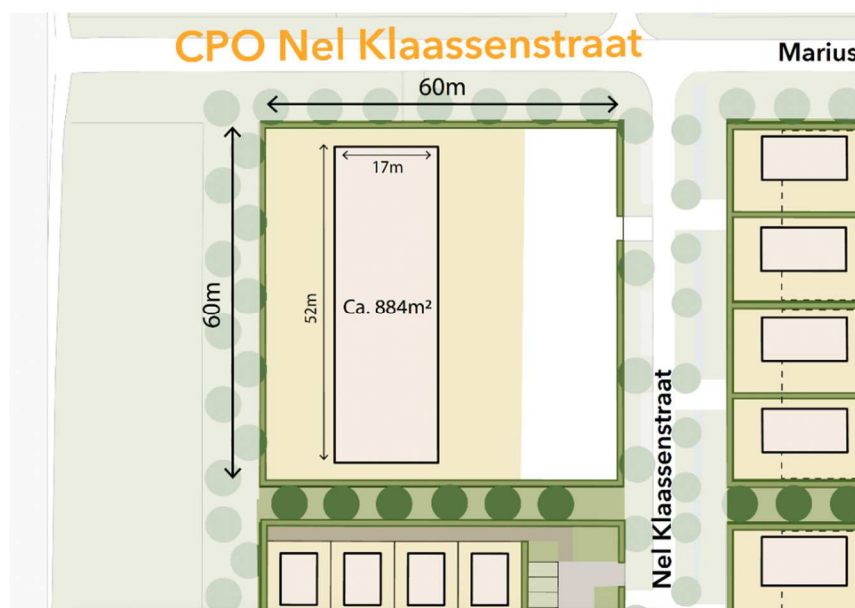 CPO Nel Klaassenstraat
Marius
60m
17m
60m
52m
Ca. 884m²
Nel Klaassenstraat